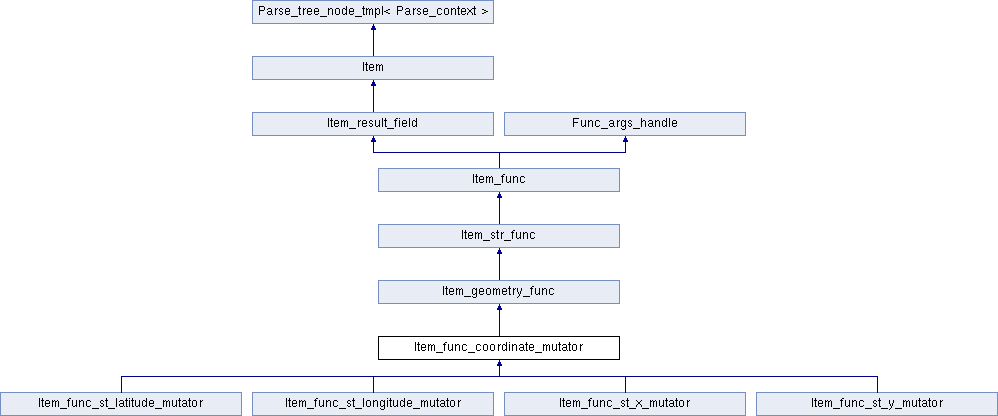 Parse_tree_node_tmpl< Parse_context >
Item
Item_result_field
Func_args_handle
Item_func
Item_str_func
Item_geometry_func
Item_func_coordinate_mutator
Item_func_st_latitude_mutator
Item_func_st_longitude_mutator
Item_func_st_x_mutator
Item_func_st_y_mutator